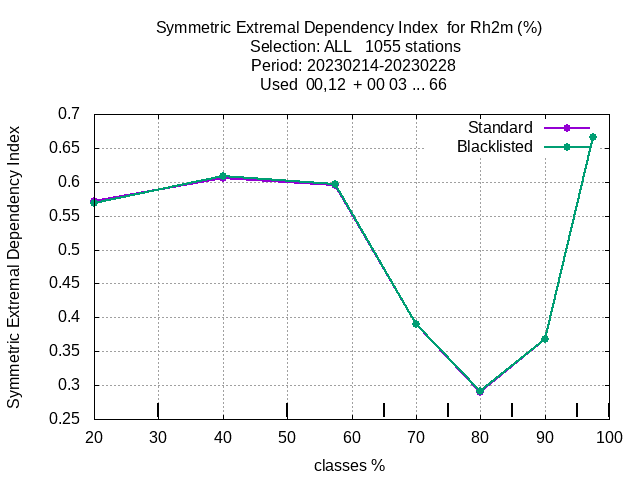 Symmetric Extremal Dependency Index  for Rh2m (%)
Selection: ALL   1055 stations
Period: 20230214-20230228
Used  00,12  + 00 03 ... 66
Symmetric Extremal Dependency Index
0.7
0.65
0.6
0.55
0.5
0.45
0.4
0.35
0.3
0.25
Standard
Blacklisted
20 30 40 50 60 70 80 90 100
classes %